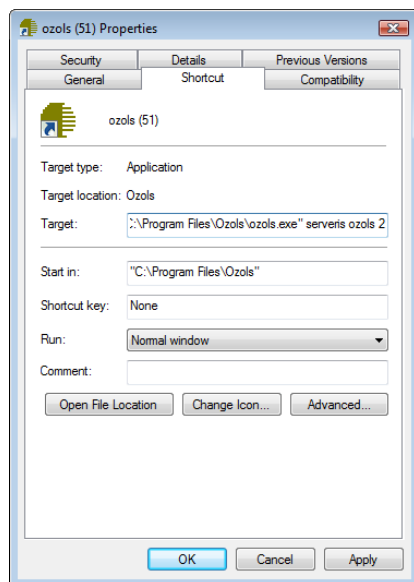 ozols (51) Properties
Security Details Previous Versions
General Shortcut Compatibility
ozols (51)
Target type: Application
Target location: Ozols
Target: :\Program Files\Ozols\ozols.exe" serveris ozols 2
Start in: "C:\Program Files\Ozols"
Shortcut key: None
Run: Normal window
Comment:
Open File Location Change Icon... Advanced...
OK Cancel Apply